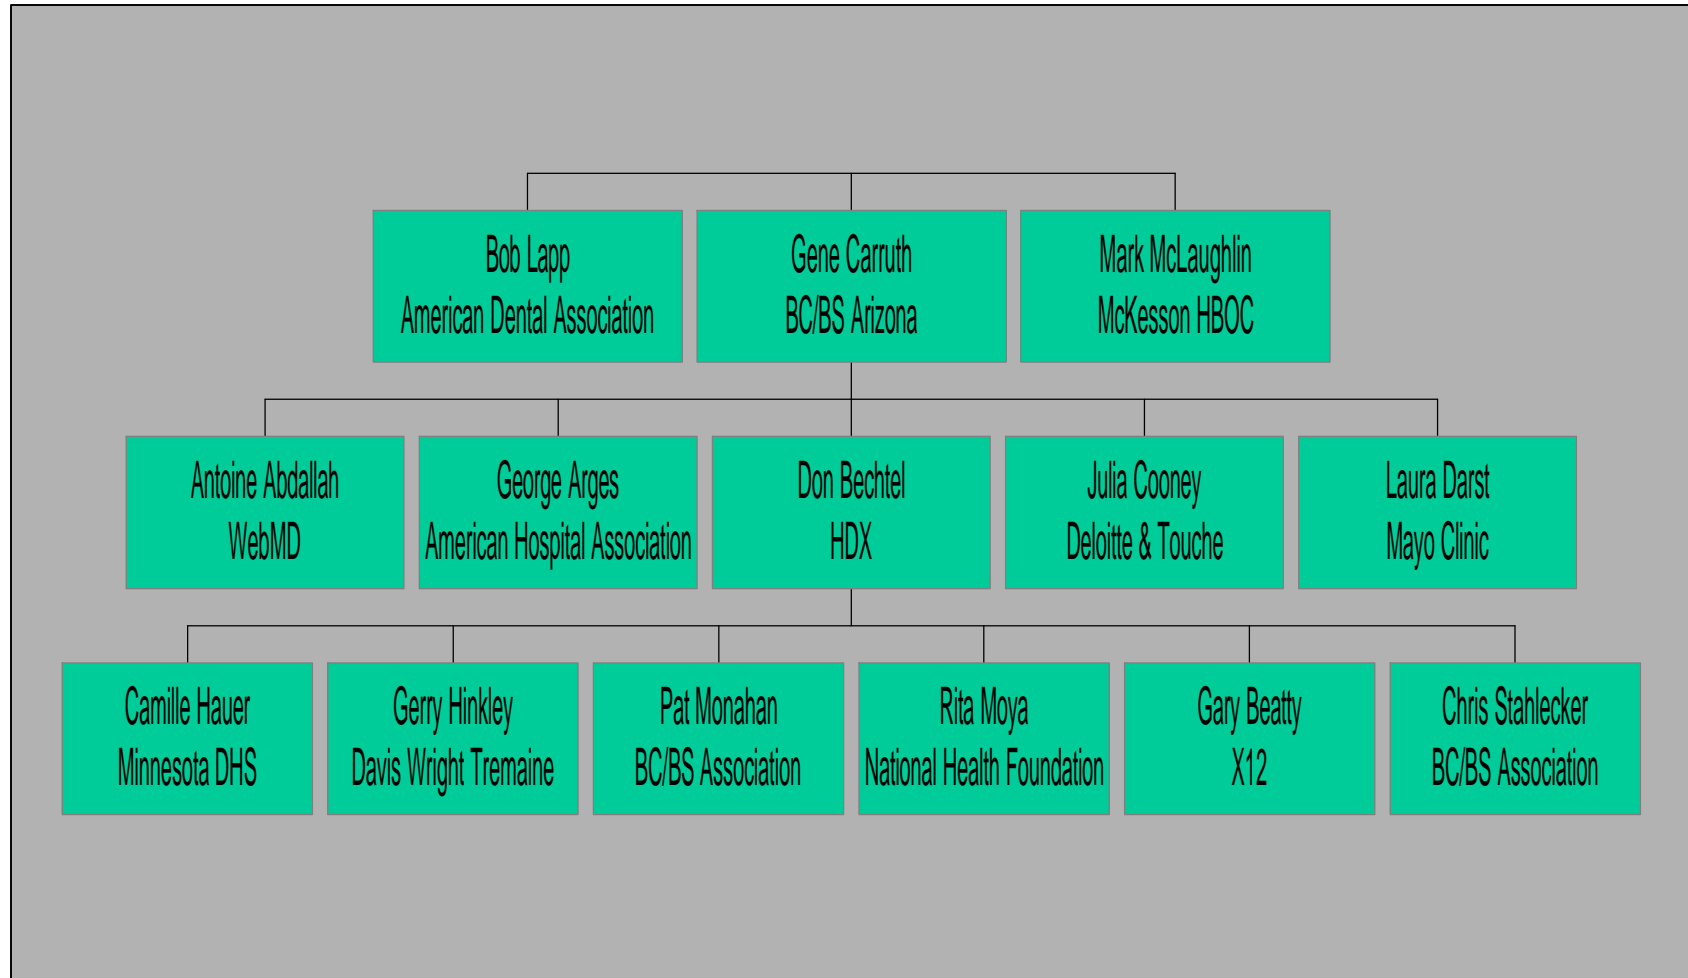 Bob Lapp
American Dental Association
Gene Carruth
BC/BS Arizona
Mark McLaughlin
McKesson HBOC
Antoine Abdallah
WebMD
George Arges
American Hospital Association
Don Bechtel
HDX
Julia Cooney
Deloitte & Touche
Laura Darst
Mayo Clinic
Camille Hauer
Minnesota DHS
Gerry Hinkley
Davis Wright Tremaine
Pat Monahan
BC/BS Association
Rita Moya
National Health Foundation
Gary Beatty
X12
Chris Stahlecker
BC/BS Association